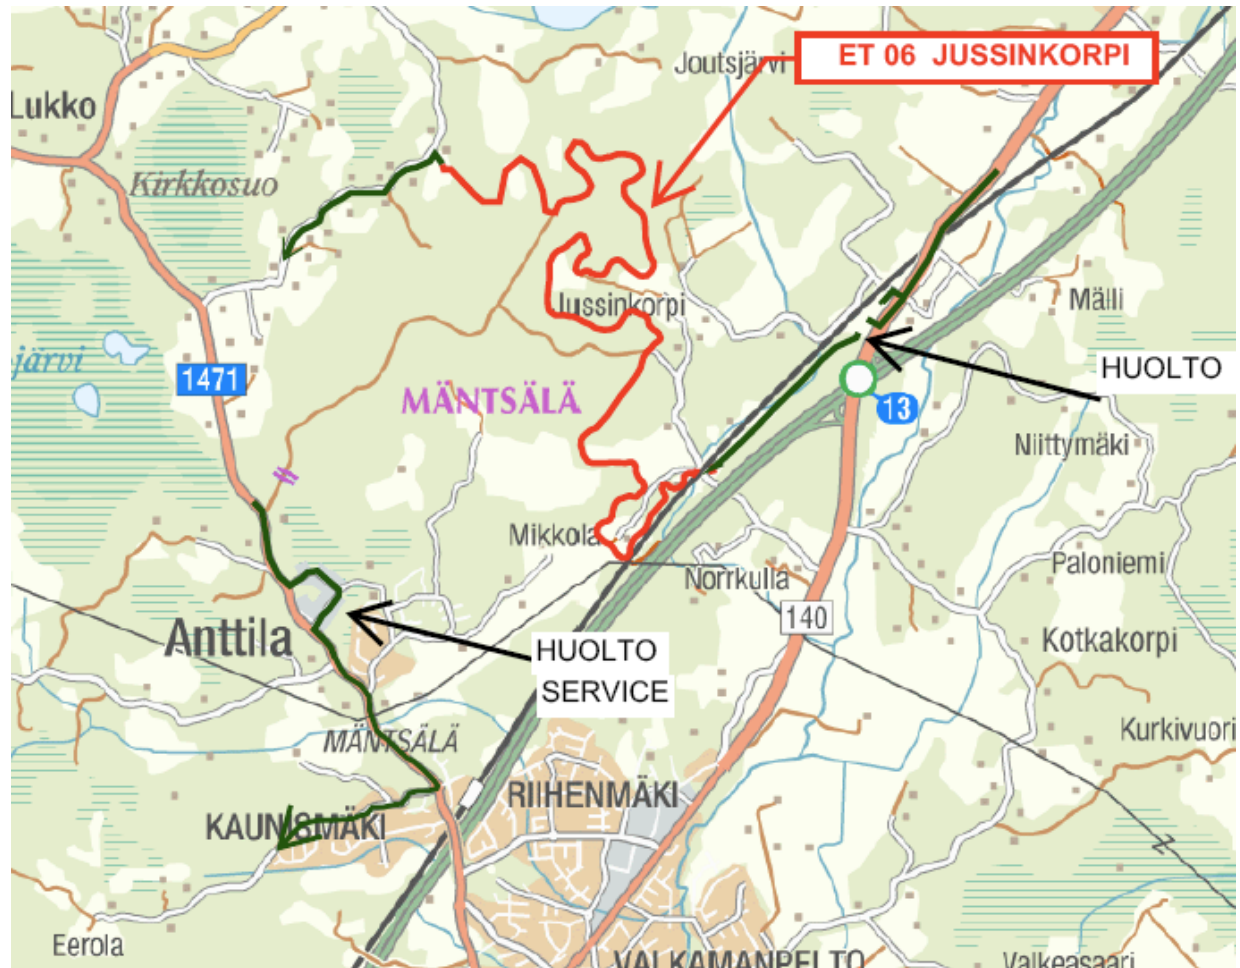 ET 06 JUSSINKORPI
Joutsjärvi
Lukko
Kirkkosuo
Mälli
Jussinkorpi
järvi
1471
HUOLTO
MÄNTSÄLÄ
13
Niittymäki
Mikkola
Norrkulla
Paloniemi
140
Anttila
HUOLTO
SERVICE
Kotkakorpi
MÄNTSÄLÄ
Kurkivuori
RIIHENMÄKI
KAUNISMÄKI
Eerola
VALKAMANPELTO
Valkeasaari